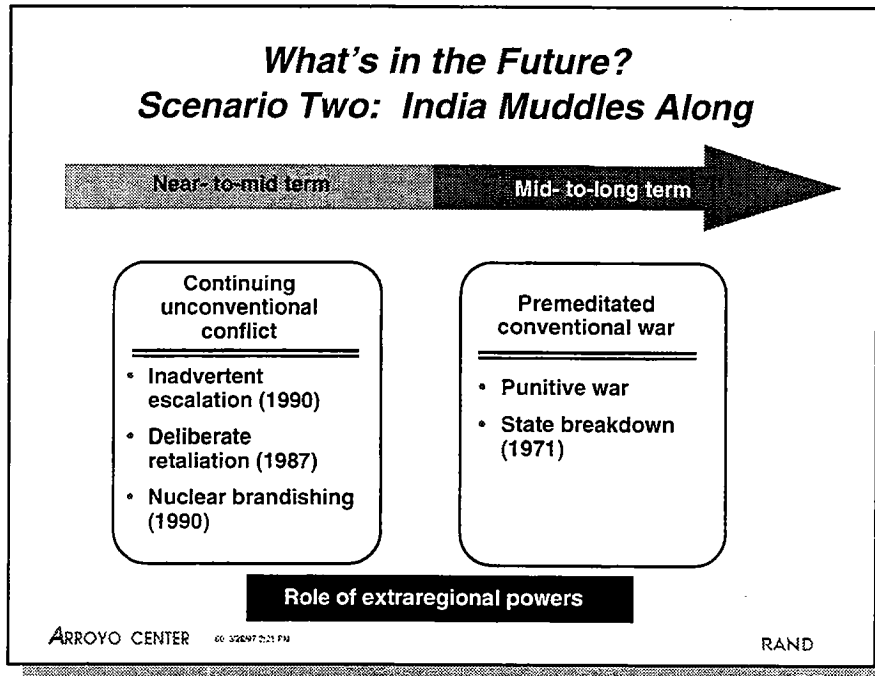 What's in the Future?
Scenario Two: India Muddles Along
Near- to-mid term
Mid- to-long term
Continuing
unconventional
conflict
• Inadvertent
escalation (1990)
• Deliberate
retaliation (1987)
• Nuclear brandishing
(1990)
Premeditated
conventional war
• Punitive war
• State breakdown
(1971)
Role of extraregional powers
ARROYO CENTER
RAND